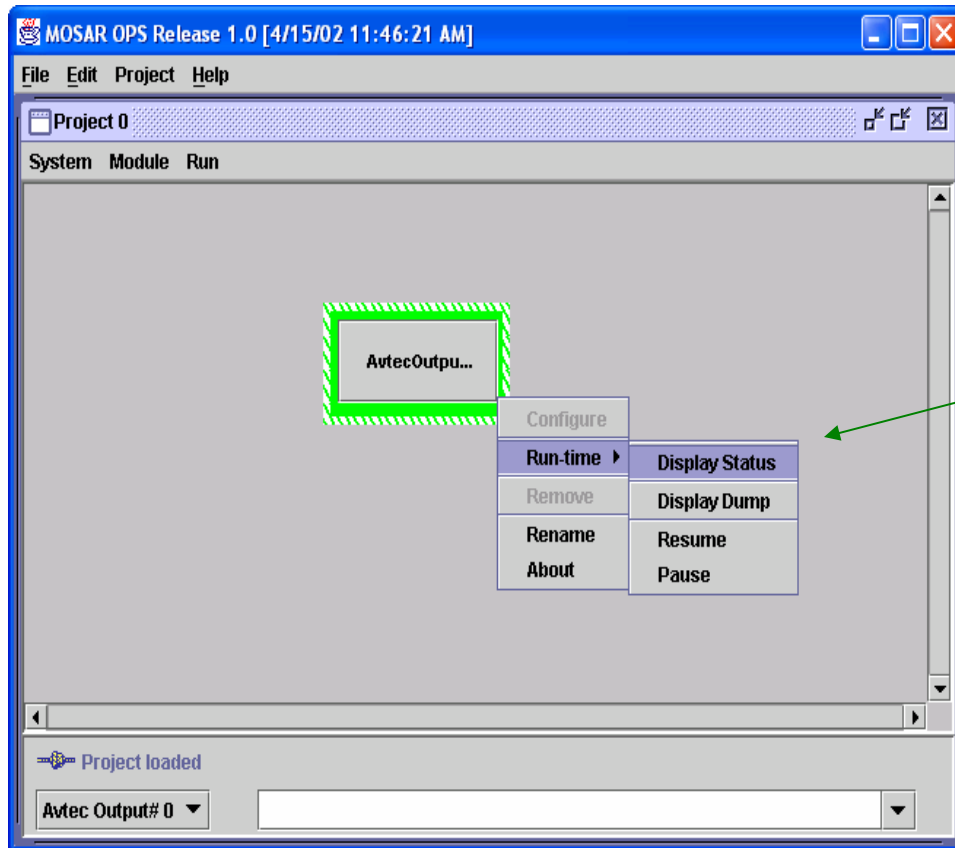 MOSAR OPS Release 1.0 [4/15/02 11:46:21 AM]
File Edit Project Help
Project 0
System Module Run
AvtecOutpu...
Configure
Run-time
Remove
Rename
About
Display Status
Display Dump
Resume
Pause
Project loaded
Avtec Output# 0